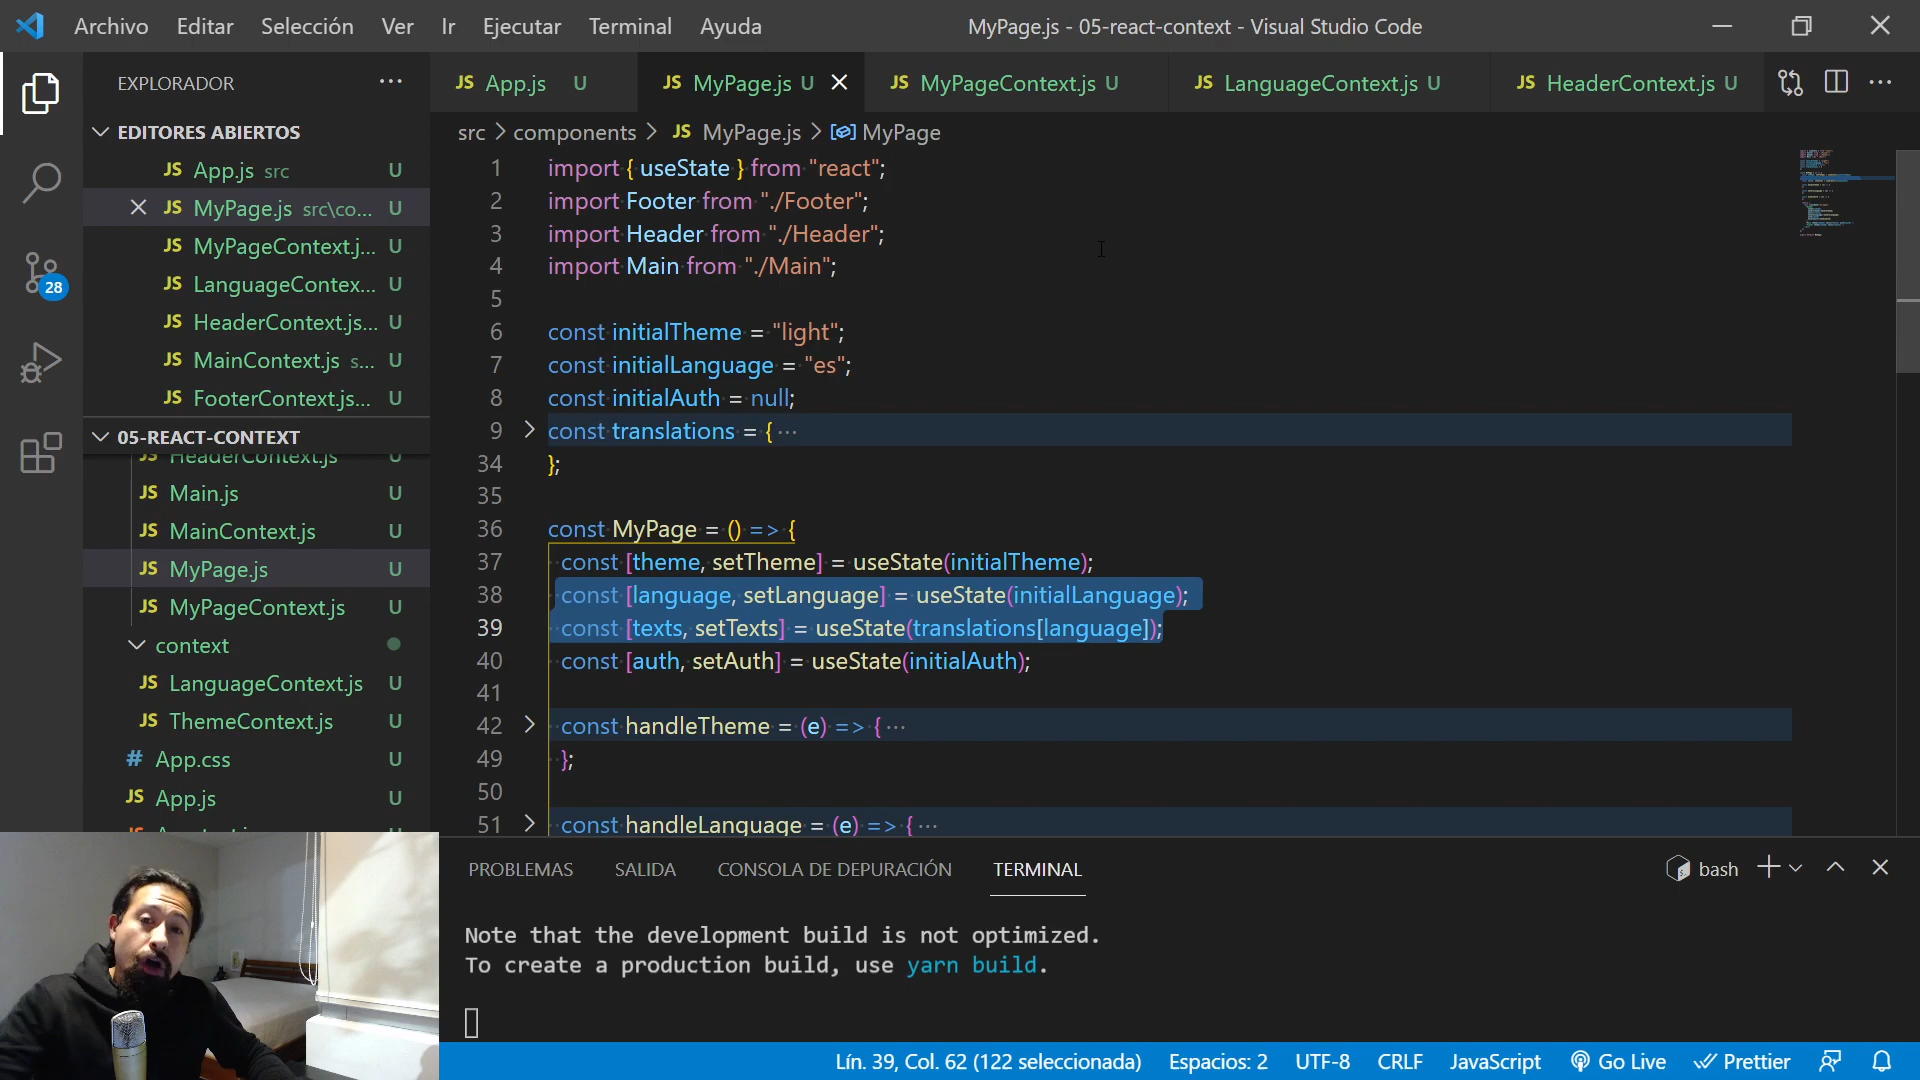 Archivo Editar Selección Ver Ir Ejecutar Terminal Ayuda MyPage.js - 05-react-context - Visual Studio Code
EXPLORADOR ···
EDITORES ABIERTOS
JS App.js src U
JS MyPage.js src\co... U
JS MyPageContext.j... U
JS LanguageContex... U
JS HeaderContext.js... U
JS MainContext.js s... U
JS FooterContext.js... U
05-REACT-CONTEXT
JS HeaderContext.js U
JS Main.js U
JS MainContext.js U
JS MyPage.js U
JS MyPageContext.js U
context
JS LanguageContext.js U
JS ThemeContext.js U
# App.css U
JS App.js U
28
JS App.js U JS MyPage.js U JS MyPageContext.js U JS LanguageContext.js U JS HeaderContext.js U ···
src > components > JS MyPage.js > MyPage
1 import { useState } from "react";
2 import Footer from "./Footer";
3 import Header from "./Header";
4 import Main from "./Main";
5
6 const initialTheme = "light";
7 const initialLanguage = "es";
8 const initialAuth = null;
9 const translations = { ···
34 };
35
36 const MyPage = () => {
37 const [theme, setTheme] = useState(initialTheme);
38 const [language, setLanguage] = useState(initialLanguage);
39 const [texts, setTexts] = useState(translations[language]);
40 const [auth, setAuth] = useState(initialAuth);
41
42 const handleTheme = (e) => { ···
49 };
50
51 const handleLanguage = (e) => { ···
PROBLEMAS SALIDA CONSOLA DE DEPURACIÓN TERMINAL bash
Note that the development build is not optimized.
To create a production build, use yarn build.
Lín. 39, Col. 62 (122 seleccionada) Espacios: 2 UTF-8 CRLF JavaScript Go Live Prettier